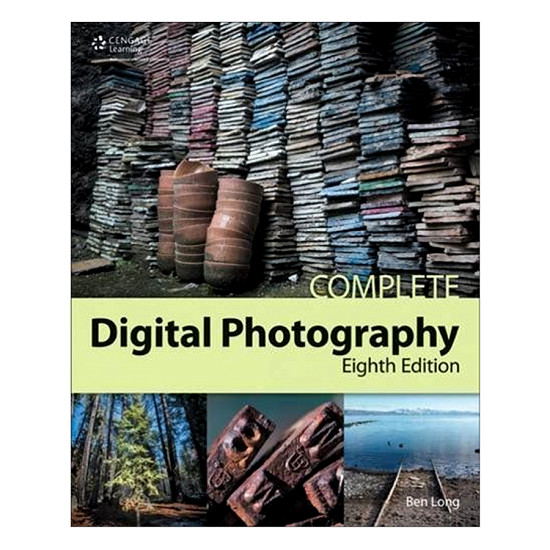 CENGAGE
Learning
COMPLETE
Digital Photography
Eighth Edition
Ben Long